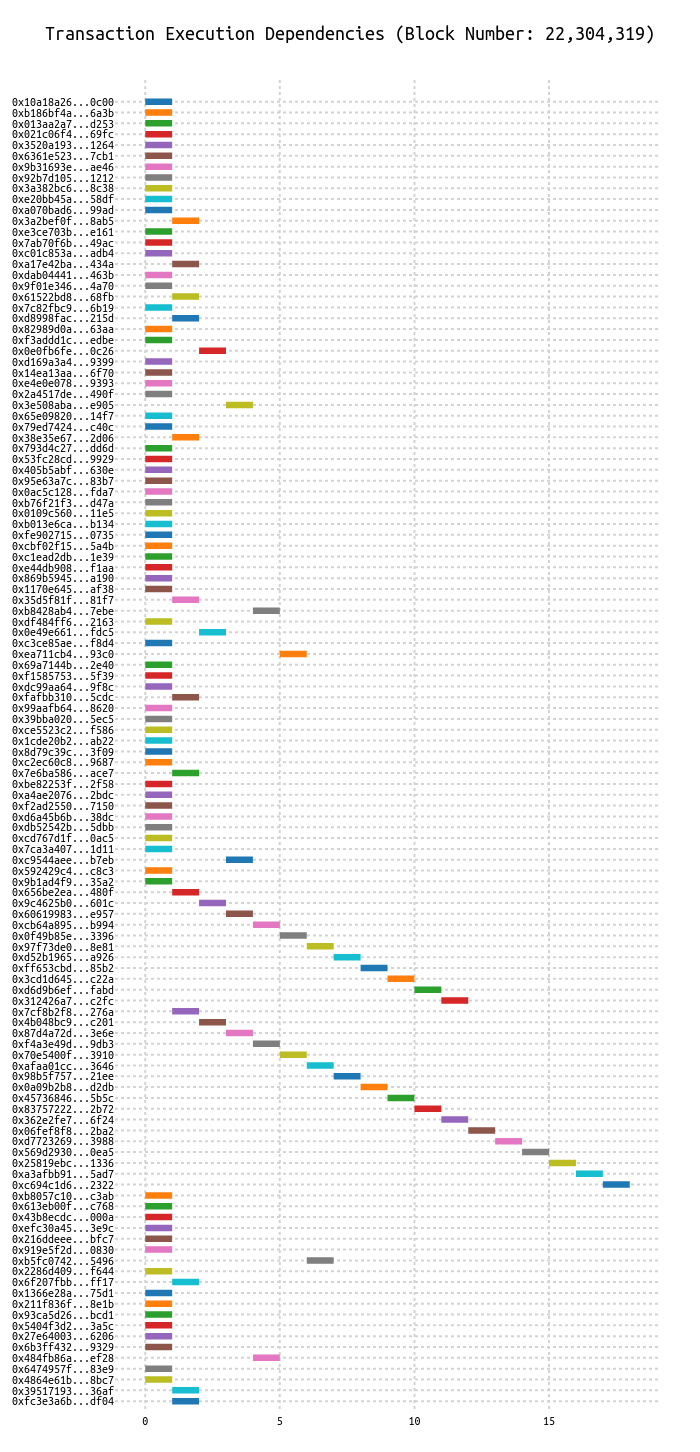 Transaction Execution Dependencies (Block Number: 22,304,319)
0x10a18a26...0c00
0xb186bf4a...6a3b
0x013aa2a7...d253
0x021c06f4...69fc
0x3520a193...1264
0x6361e523...7cb1
0x9b31693e...ae46
0x92b7d105...1212
0x3a382bc6...8c38
0xe20bb45a...58df
0xa070bad6...99ad
0x3a2bef0f...8ab5
0xe3ce703b...e161
0x7ab70f6b...49ac
0xc01c853a...adb4
0xa17e42ba...434a
0xdab04441...463b
0x9f01e346...4a70
0x61522bd8...68fb
0x7c82fbc9...6b19
0xd8998fac...215d
0x82989d0a...63aa
0xf3addd1c...edbe
0x0e0fb6fe...0c26
0xd169a3a4...9399
0x14ea13aa...6f70
0xe4e0e078...9393
0x2a4517de...490f
0x3e508aba...e905
0x65e09820...14f7
0x79ed7424...c40c
0x38e35e67...2d06
0x793d4c27...dd6d
0x53fc28cd...9929
0x405b5abf...630e
0x95e63a7c...83b7
0x0ac5c128...fda7
0xb76f21f3...d47a
0x0109c560...11e5
0xb013e6ca...b134
0xfe902715...0735
0xcbf02f15...5a4b
0xc1ead2db...1e39
0xe44db908...f1aa
0x869b5945...a190
0x1170e645...af38
0x35d5f81f...81f7
0xb8428ab4...7ebe
0xdf484ff6...2163
0x0e49e661...fdc5
0xc3ce85ae...f8d4
0xea711cb4...93c0
0x69a7144b...2e40
0xf1585753...5f39
0xdc99aa64...9f8c
0xfafbb310...5cdc
0x99aafb64...8620
0x39bba020...5ec5
0xce5523c2...f586
0x1cde20b2...ab22
0x8d79c39c...3f09
0xc2ec60c8...9687
0x7e6ba586...ace7
0xbe82253f...2f58
0xa4ae2076...2bdc
0xf2ad2550...7150
0xd6a45b6b...38dc
0xdb52542b...5dbb
0xcd767d1f...0ac5
0x7ca3a407...1d11
0xc9544aee...b7eb
0x592429c4...c8c3
0x9b1ad4f9...35a2
0x656be2ea...480f
0x9c4625b0...601c
0x60619983...e957
0xcb64a895...b994
0x0f49b85e...3396
0x97f73de0...8e81
0xd52b1965...a926
0xff653cbd...85b2
0x3cd1d645...c22a
0xd6d9b6ef...fabd
0x312426a7...c2fc
0x7cf8b2f8...276a
0x4b048bc9...c201
0x87d4a72d...3e6e
0xf4a3e49d...9db3
0x70e5400f...3910
0xafaa01cc...3646
0x98b5f757...21ee
0x0a09b2b8...d2db
0x45736846...5b5c
0x83757222...2b72
0x362e2fe7...6f24
0x06fef8f8...2ba2
0xd7723269...3988
0x569d2930...0ea5
0x25819ebc...1336
0xa3afbb91...5ad7
0xc694c1d6...2322
0xb8057c10...c3ab
0x613eb00f...c768
0x43b8ecdc...000a
0xefc30a45...3e9c
0x216ddeee...bfc7
0x919e5f2d...0830
0xb5fc0742...5496
0x2286d409...f644
0x6f207fbb...ff17
0x1366e28a...75d1
0x211f836f...8e1b
0x93ca5d26...bcd1
0x5404f3d2...3a5c
0x27e64003...6206
0x6b3ff432...9329
0x484fb86a...ef28
0x6474957f...83e9
0x4864e61b...8bc7
0x39517193...36af
0xfc3e3a6b...df04
0 5 10 15